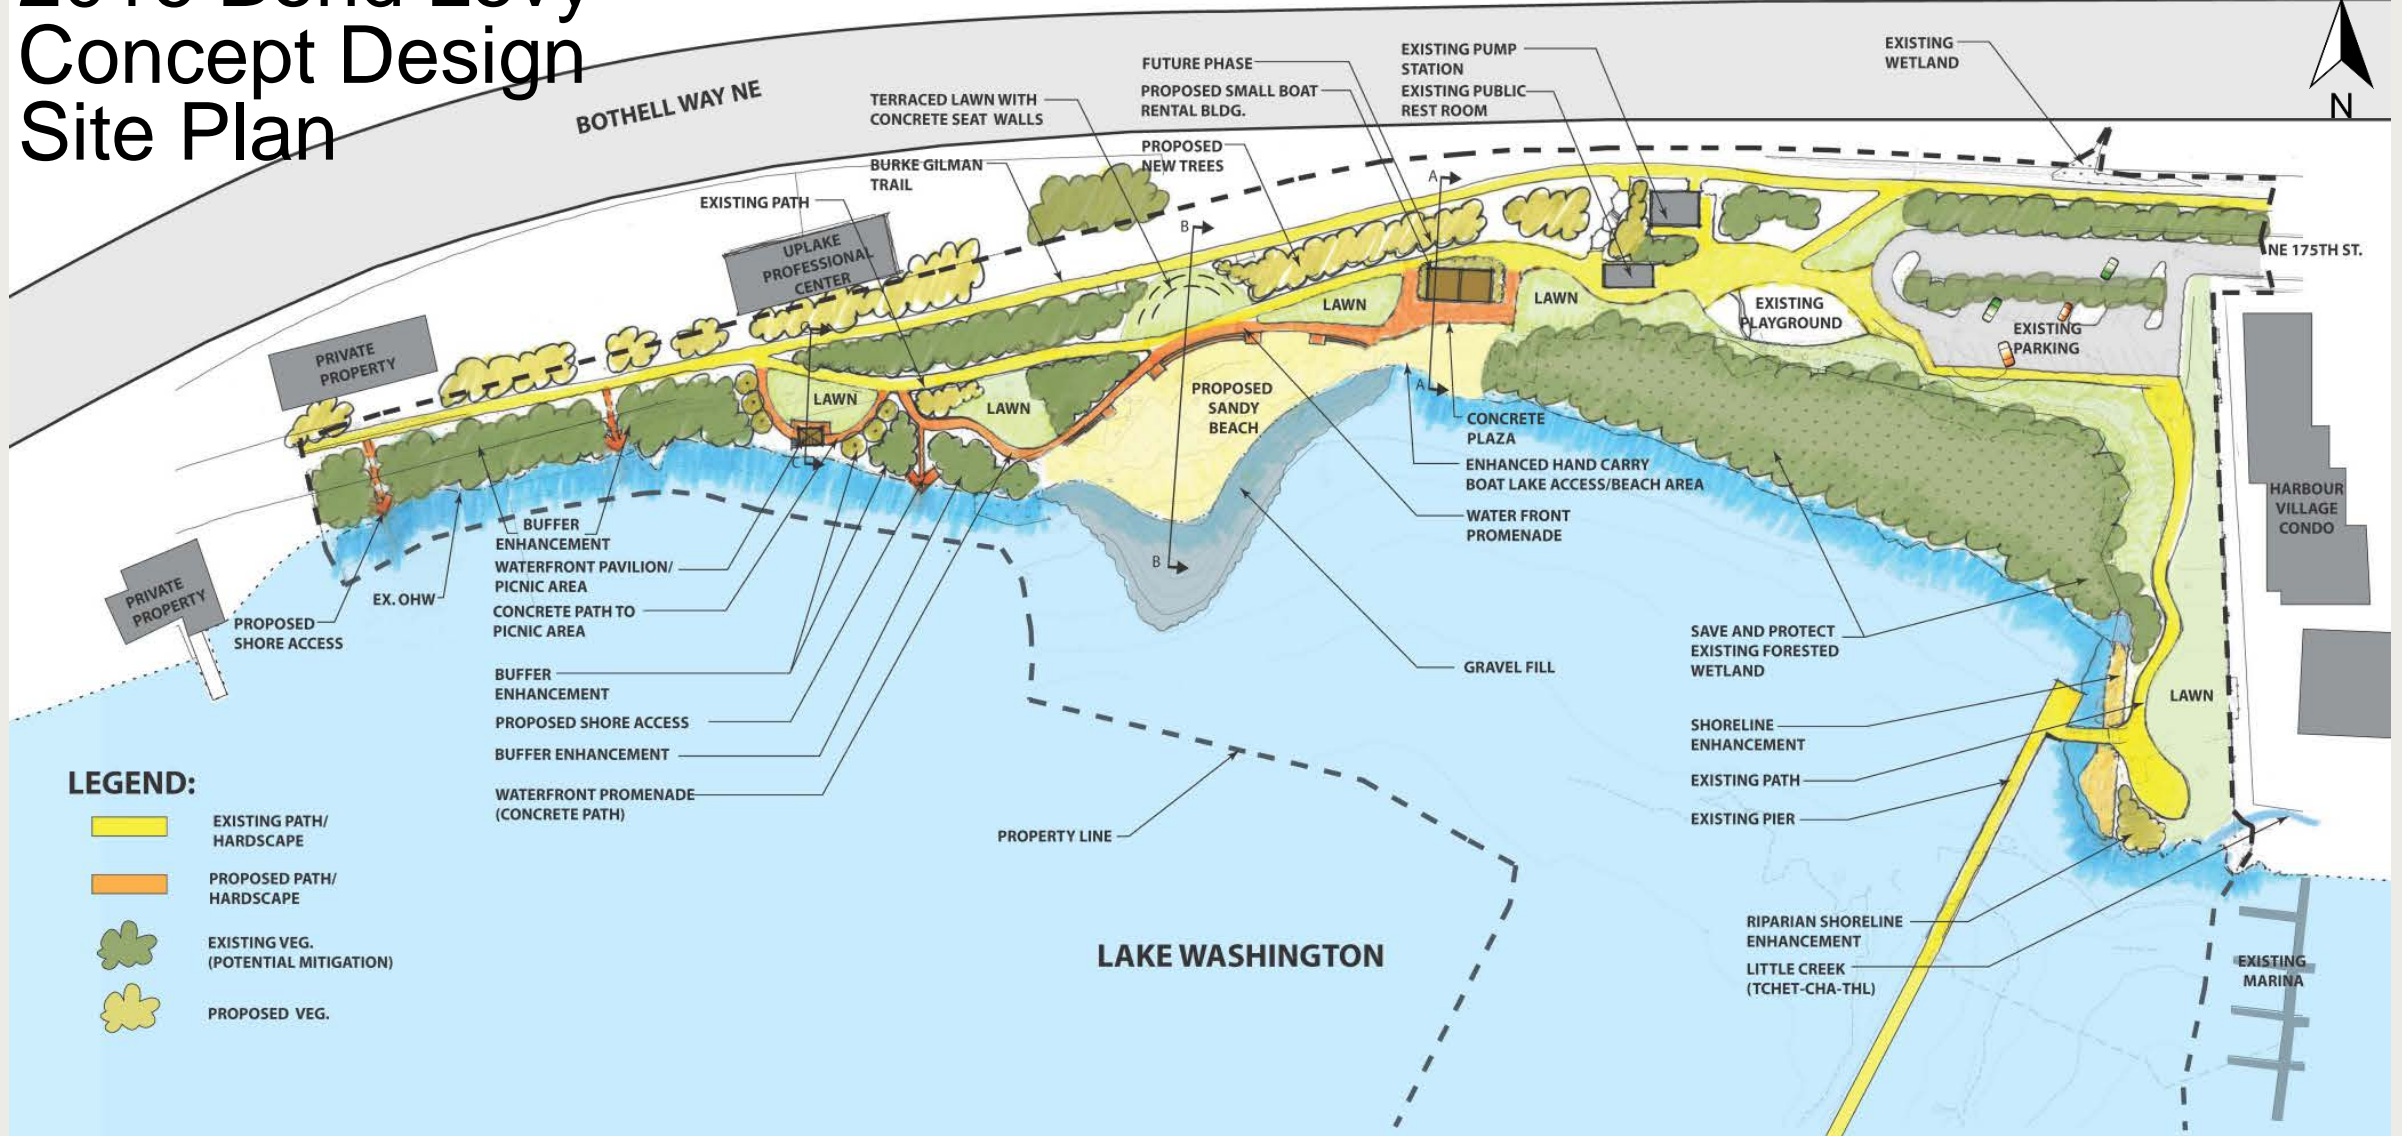 Concept Design
Site Plan
N
BOTHELL WAY NE
TERRACED LAWN WITH
CONCRETE SEAT WALLS
BURKE GILMAN
TRAIL
EXISTING PATH
FUTURE PHASE
PROPOSED SMALL BOAT
RENTAL BLDG.
PROPOSED
NEW TREES
EXISTING PUMP
STATION
EXISTING PUBLIC
REST ROOM
EXISTING
WETLAND
UPLAKE
PROFESSIONAL
CENTER
PRIVATE
PROPERTY
A
B
NE 175TH ST.
LAWN
LAWN
EXISTING
PLAYGROUND
EXISTING
PARKING
LAWN
LAWN
PROPOSED
SANDY
BEACH
A
C
B
CONCRETE
PLAZA
ENHANCED HAND CARRY
BOAT LAKE ACCESS/BEACH AREA
WATER FRONT
PROMENADE
HARBOUR
VILLAGE
CONDO
PRIVATE
PROPERTY
PROPOSED
SHORE ACCESS
EX. OHW
BUFFER
ENHANCEMENT
WATERFRONT PAVILION/
PICNIC AREA
CONCRETE PATH TO
PICNIC AREA
BUFFER
ENHANCEMENT
PROPOSED SHORE ACCESS
BUFFER ENHANCEMENT
WATERFRONT PROMENADE
(CONCRETE PATH)
GRAVEL FILL
SAVE AND PROTECT
EXISTING FORESTED
WETLAND
SHORELINE
ENHANCEMENT
EXISTING PATH
EXISTING PIER
LAWN
PROPERTY LINE
LAKE WASHINGTON
RIPARIAN SHORELINE
ENHANCEMENT
LITTLE CREEK
(TCHET-CHA-THL)
EXISTING
MARINA
LEGEND:
EXISTING PATH/
HARDSCAPE
PROPOSED PATH/
HARDSCAPE
EXISTING VEG.
(POTENTIAL MITIGATION)
PROPOSED VEG.